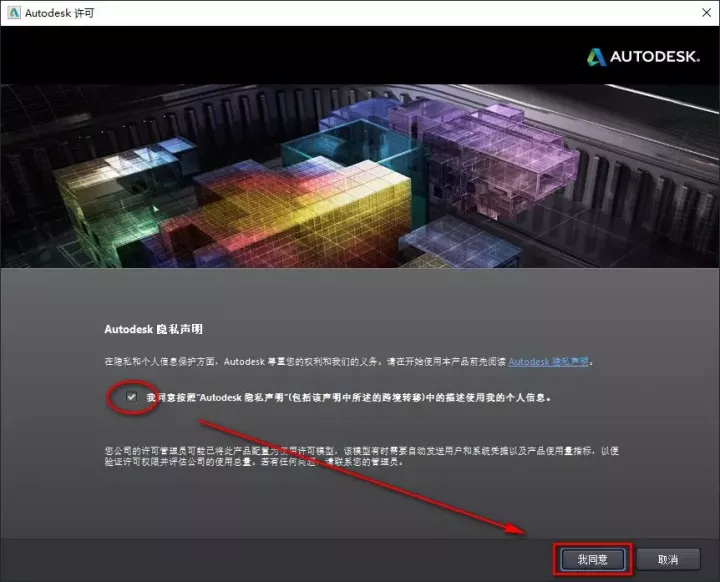 Autodesk 许可
AUTODESK.
Autodesk 隐私声明
在隐私和个人信息保护方面，Autodesk 尊重您的权利和我们的义务。请在开始使用本产品前先阅读 Autodesk 隐私声明。
我同意按照“Autodesk 隐私声明”(包括该声明中所述的跨境转移)中的描述使用我的个人信息。
您公司的许可管理员可能已将此产品配置为使用许可模型，该模型有时需要自动发送用户和系统凭据以及产品使用量指标，以便
验证许可权限并评估公司的使用总量。若有任何问题，请联系您的管理员。
我同意
取消